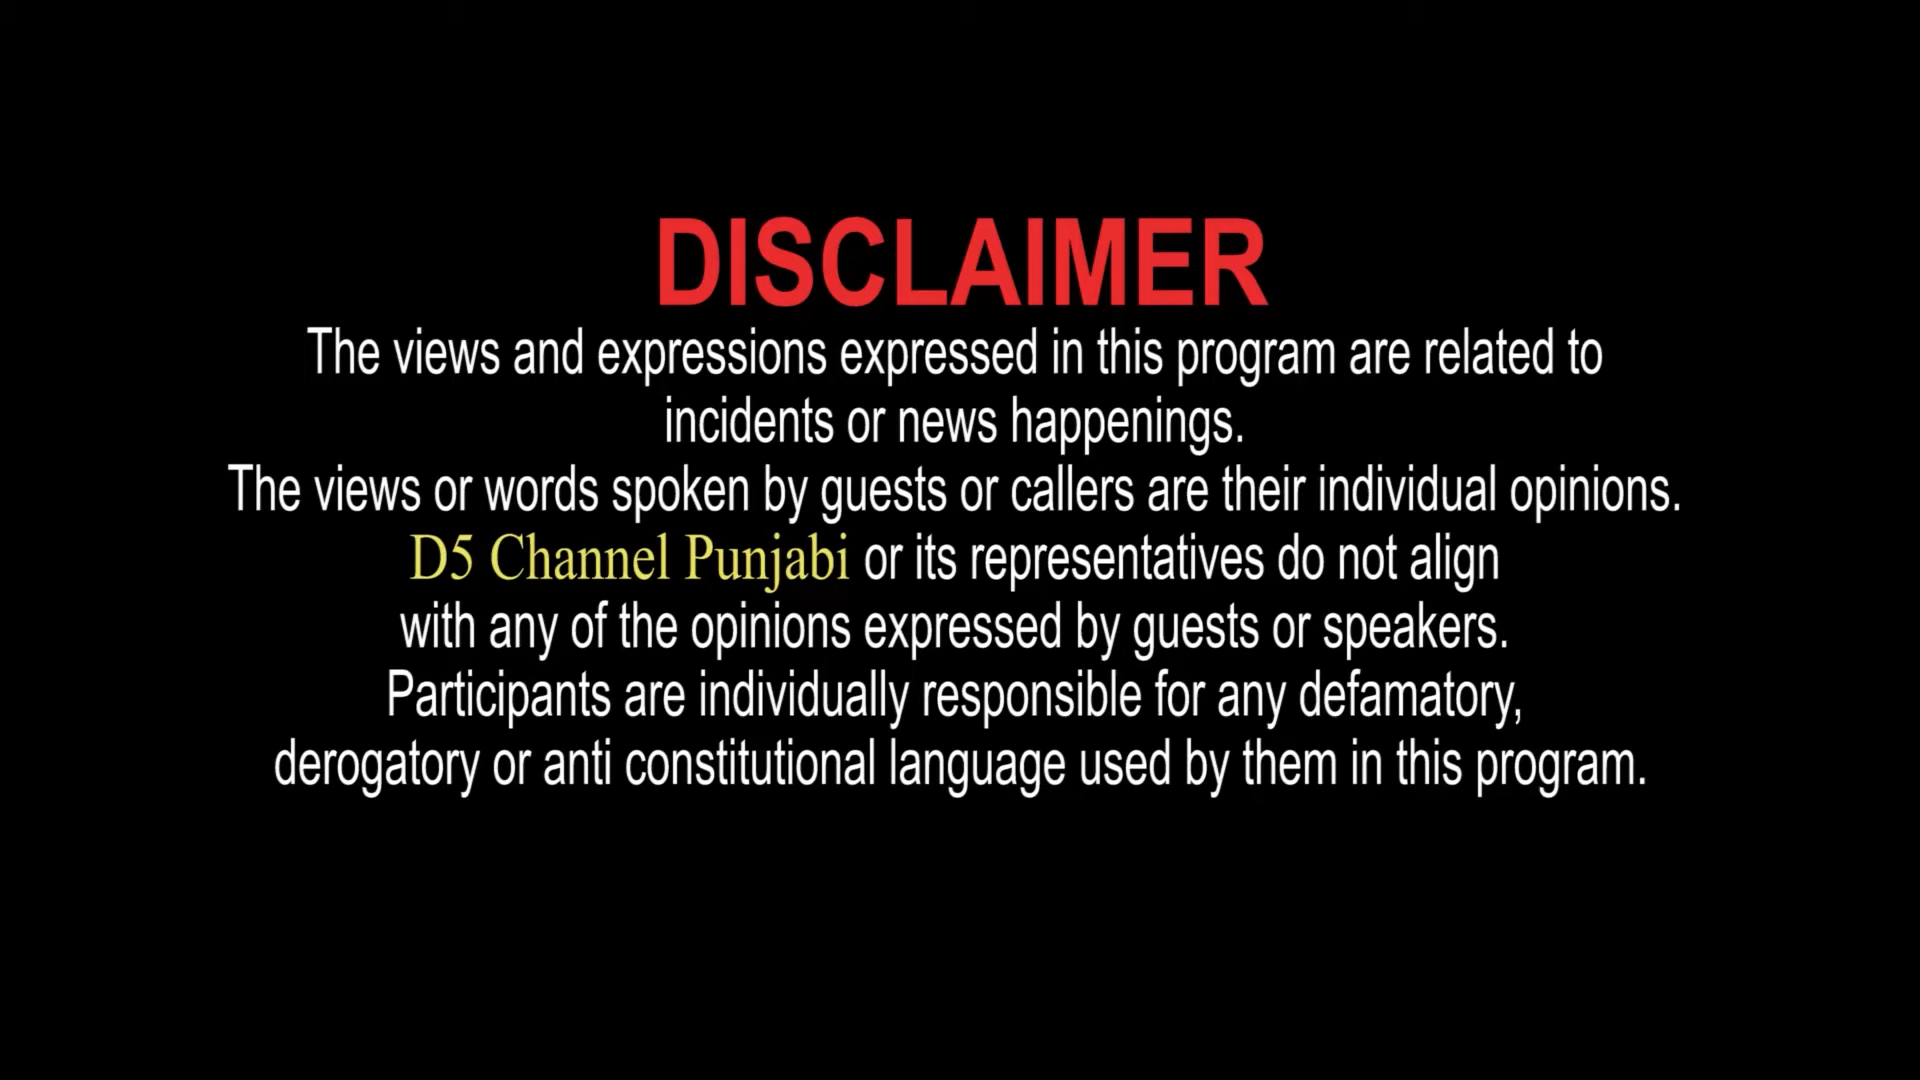 DISCLAIMER
The views and expressions expressed in this program are related to
incidents or news happenings.
The views or words spoken by guests or callers are their individual opinions.
D5 Channel Punjabi or its representatives do not align
with any of the opinions expressed by guests or speakers.
Participants are individually responsible for any defamatory,
derogatory or anti constitutional language used by them in this program.